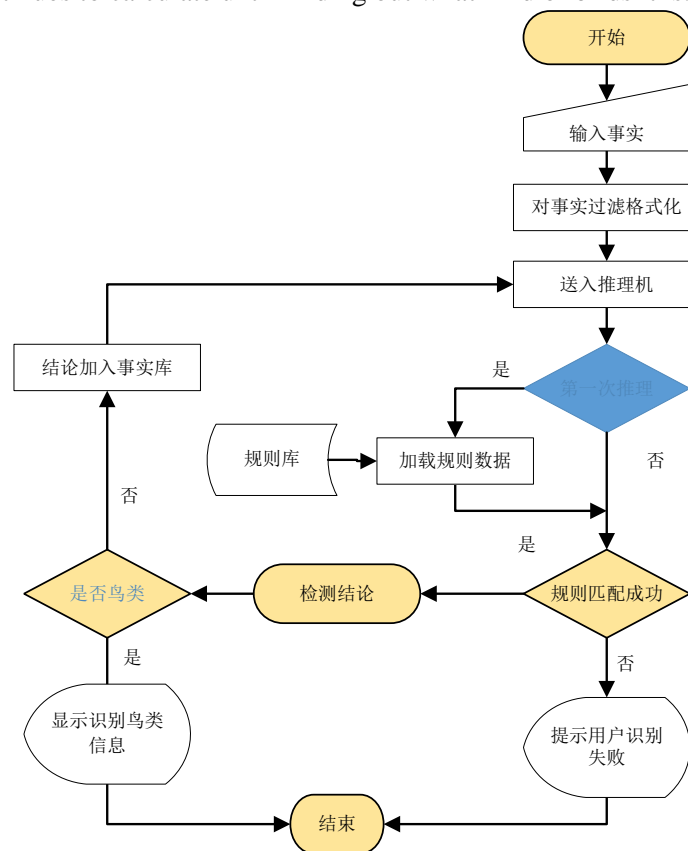 开始
输入事实
对事实过滤格式化
送入推理机
结论加入事实库
是
第一次推理
规则库
加载规则数据
否
否
是
是否鸟类
检测结论
规则匹配成功
是
否
显示识别鸟类
信息
提示用户识别
失败
结束